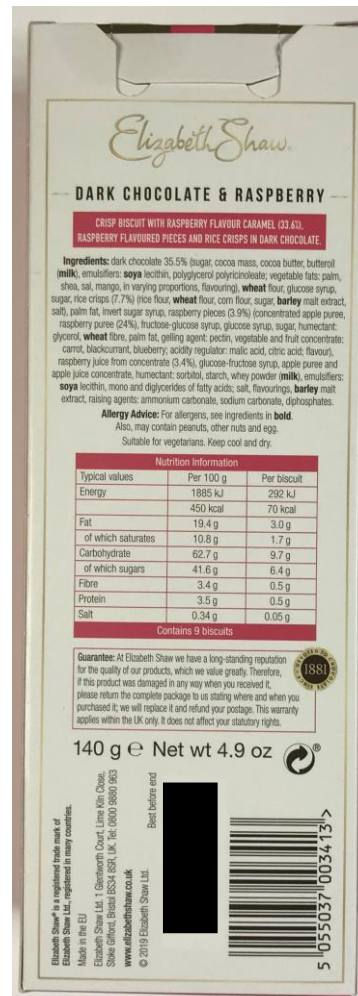 Elizabeth Shaw®
DARK CHOCOLATE & RASPBERRY
CRISP BISCUIT WITH RASPBERRY FLAVOUR CARAMEL (33.6%),
RASPBERRY FLAVOURED PIECES AND RICE CRISPS IN DARK CHOCOLATE.
Ingredients: dark chocolate 35.5% (sugar, cocoa mass, cocoa butter, butteroil
(milk), emulsifiers: soya lecithin, polyglycerol polyricinoleate; vegetable fats: palm,
shea, sal, mango, in varying proportions, flavouring), wheat flour, glucose syrup,
sugar, rice crisps (7.7%) (rice flour, wheat flour, corn flour, sugar, barley malt extract,
salt), palm fat, invert sugar syrup, raspberry pieces (3.9%) (concentrated apple puree,
raspberry puree (24%), fructose-glucose syrup, glucose syrup, sugar, humectant:
glycerol, wheat fibre, palm fat, gelling agent: pectin, vegetable and fruit concentrate:
carrot, blackcurrant, blueberry; acidity regulator: malic acid, citric acid; flavour),
raspberry juice from concentrate (3.4%), glucose-fructose syrup, apple puree and
apple juice concentrate, humectant: sorbitol, starch, whey powder (milk), emulsifiers:
soya lecithin, mono and diglycerides of fatty acids; salt, flavourings, barley malt
extract, raising agents: ammonium carbonate, sodium carbonate, diphosphates.
Allergy Advice: For allergens, see ingredients in bold.
Also, may contain peanuts, other nuts and egg.
Suitable for vegetarians. Keep cool and dry.
Nutrition Information
Typical values Per 100 g Per biscuit
Energy 1885 kJ 292 kJ
450 kcal 70 kcal
Fat 19.4 g 3.0 g
of which saturates 10.8 g 1.7 g
Carbohydrate 62.7 g 9.7 g
of which sugars 41.6 g 6.4 g
Fibre 3.4 g 0.5 g
Protein 3.5 g 0.5 g
Salt 0.34 g 0.05 g
Contains 9 biscuits
Guarantee: At Elizabeth Shaw we have a long-standing reputation
for the quality of our products, which we value greatly. Therefore,
if this product was damaged in any way when you received it,
please return the complete package to us stating where and when you
purchased it; we will replace it and refund your postage. This warranty
applies within the UK only. It does not affect your statutory rights.
1881
140 g e Net wt 4.9 oz
Elizabeth Shaw® is a registered trade mark of
Elizabeth Shaw Ltd., registered in many countries.
Made in the EU
Elizabeth Shaw Ltd. 1 Glentworth Court, Lime Kiln Close,
Stoke Gifford, Bristol BS34 8SR, UK. Tel: 0800 9880 963
www.elizabethshaw.co.uk
© 2019 Elizabeth Shaw Ltd.
Best before end
5 055037 003413 >